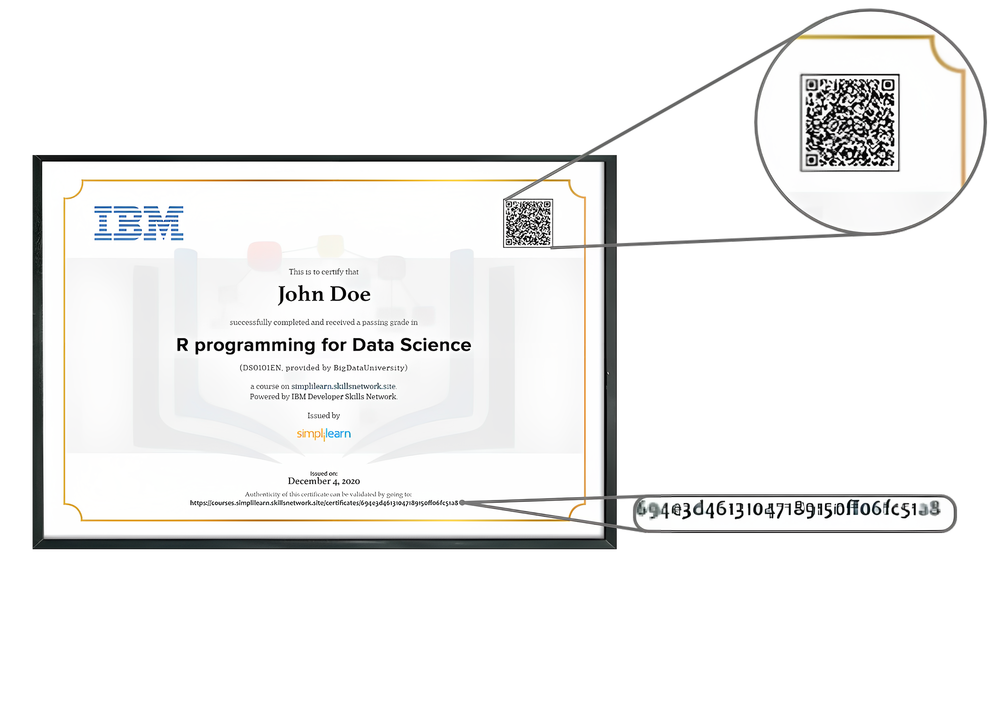 IBM
This is to certify that
John Doe
successfully completed and received a passing grade in
R programming for Data Science
(DS0101EN, provided by BigDataUniversity)
a course on simplilearn.skillsnetwork.site.
Powered by IBM Developer Skills Network.
Issued by
simplilearn
Issued on:
December 4, 2020
Authenticity of this certificate can be validated by going to:
https://courses.simplilearn.skillsnetwork.site/certificates/694e3d46131047189150ff06fc51a8
694e3d46131047189150ff06fc51a8